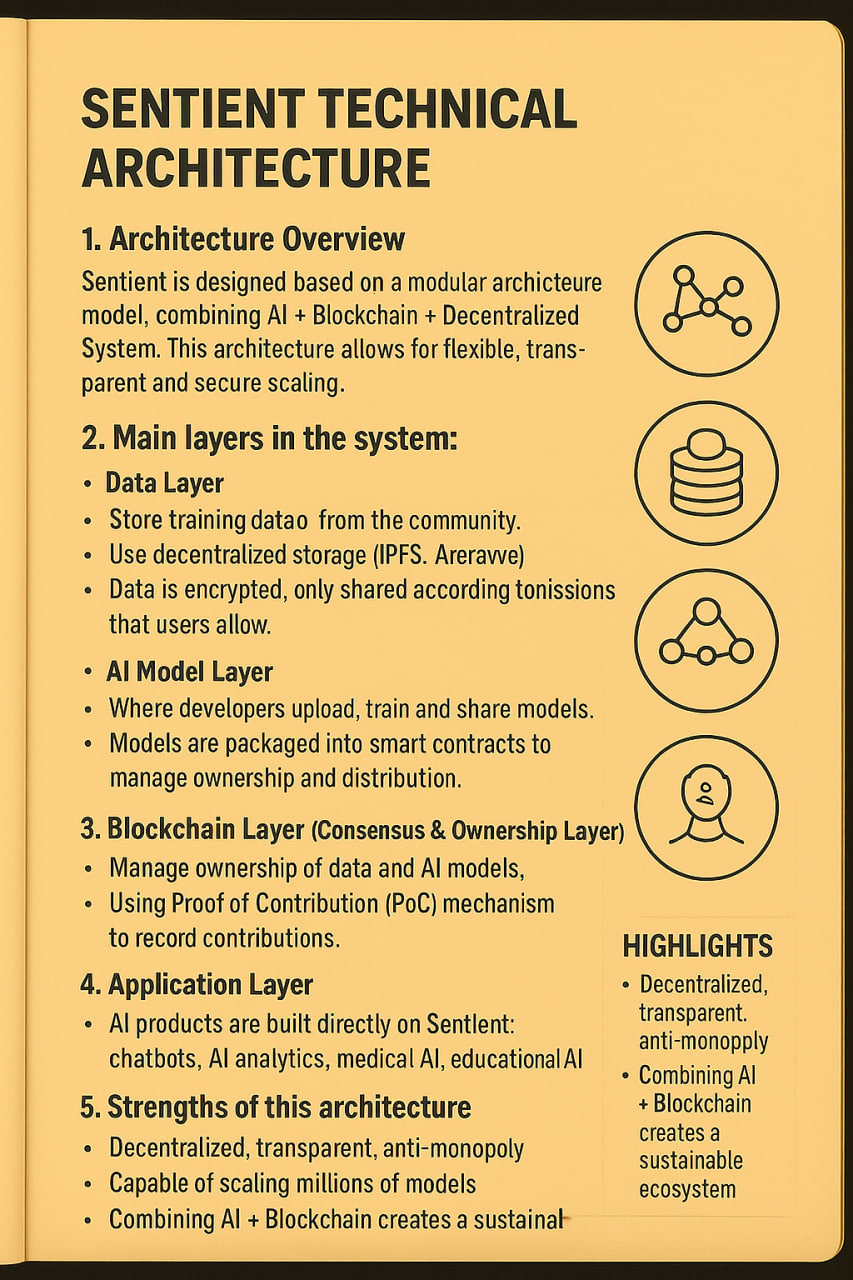 SENTIENT TECHNICAL
ARCHITECTURE
1. Architecture Overview
Sentient is designed based on a modular archicteure
model, combining AI + Blockchain + Decentralized
System. This architecture allows for flexible, trans-
parent and secure scaling.
2. Main layers in the system:
• Data Layer
• Store training datao from the community.
• Use decentralized storage (IPFS. Areravve)
• Data is encrypted, only shared according tonissions
that users allow.
• AI Model Layer
• Where developers upload, train and share models.
• Models are packaged into smart contracts to
manage ownership and distribution.
3. Blockchain Layer (Consensus & Ownership Layer)
• Manage ownership of data and AI models,
• Using Proof of Contribution (PoC) mechanism
to record contributions.
4. Application Layer
• AI products are built directly on Sentlent:
chatbots, AI analytics, medical AI, educational AI
5. Strengths of this architecture
• Decentralized, transparent, anti-monopoly
• Capable of scaling millions of models
• Combining AI + Blockchain creates a sustainal
HIGHLIGHTS
• Decentralized,
transparent.
anti-monopply
• Combining AI
+ Blockchain
creates a
sustainable
ecosystem